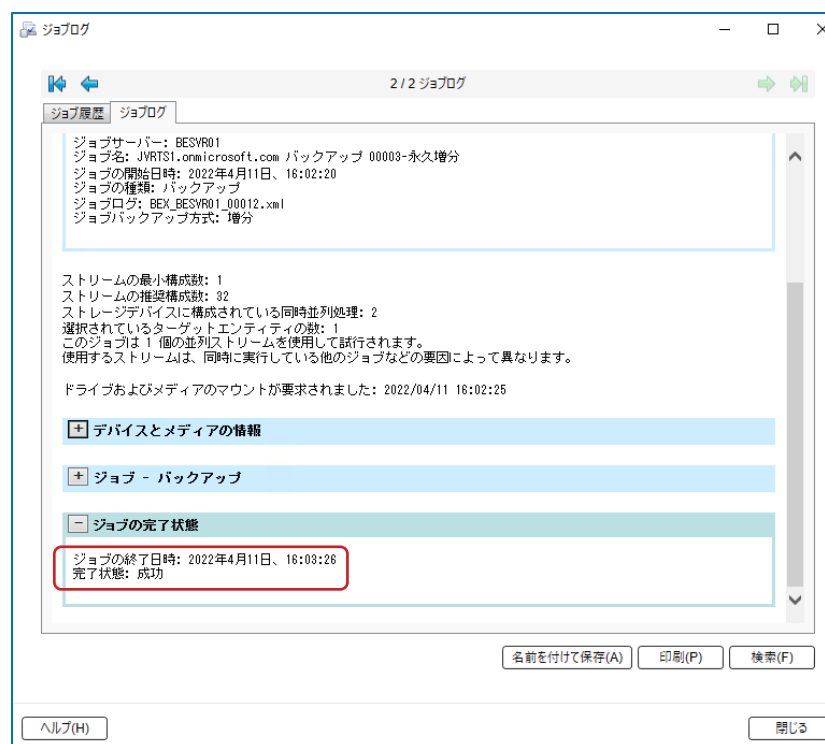 ジョブログ
2 / 2 ジョブログ
ジョブ履歴 ジョブログ
ジョブサーバー: BESVR01
ジョブ名: JVRTS1.onmicrosoft.com バックアップ 00003-永久増分
ジョブの開始日時: 2022年4月11日、16:02:20
ジョブの種類: バックアップ
ジョブログ: BEX_BESVR01_00012.xml
ジョブバックアップ方式: 増分
ストリームの最小構成数: 1
ストリームの推奨構成数: 32
ストレージデバイスに構成されている同時並列処理: 2
選択されているターゲットエンティティの数: 1
このジョブは 1 個の並列ストリームを使用して試行されます。
使用するストリームは、同時に実行している他のジョブなどの要因によって異なります。
ドライブおよびメディアのマウントが要求されました: 2022/04/11 16:02:25
デバイスとメディアの情報
ジョブ - バックアップ
ジョブの完了状態
ジョブの終了日時: 2022年4月11日、16:03:26
完了状態: 成功
名前を付けて保存(A) 印刷(P) 検索(F)
ヘルプ(H) 閉じる